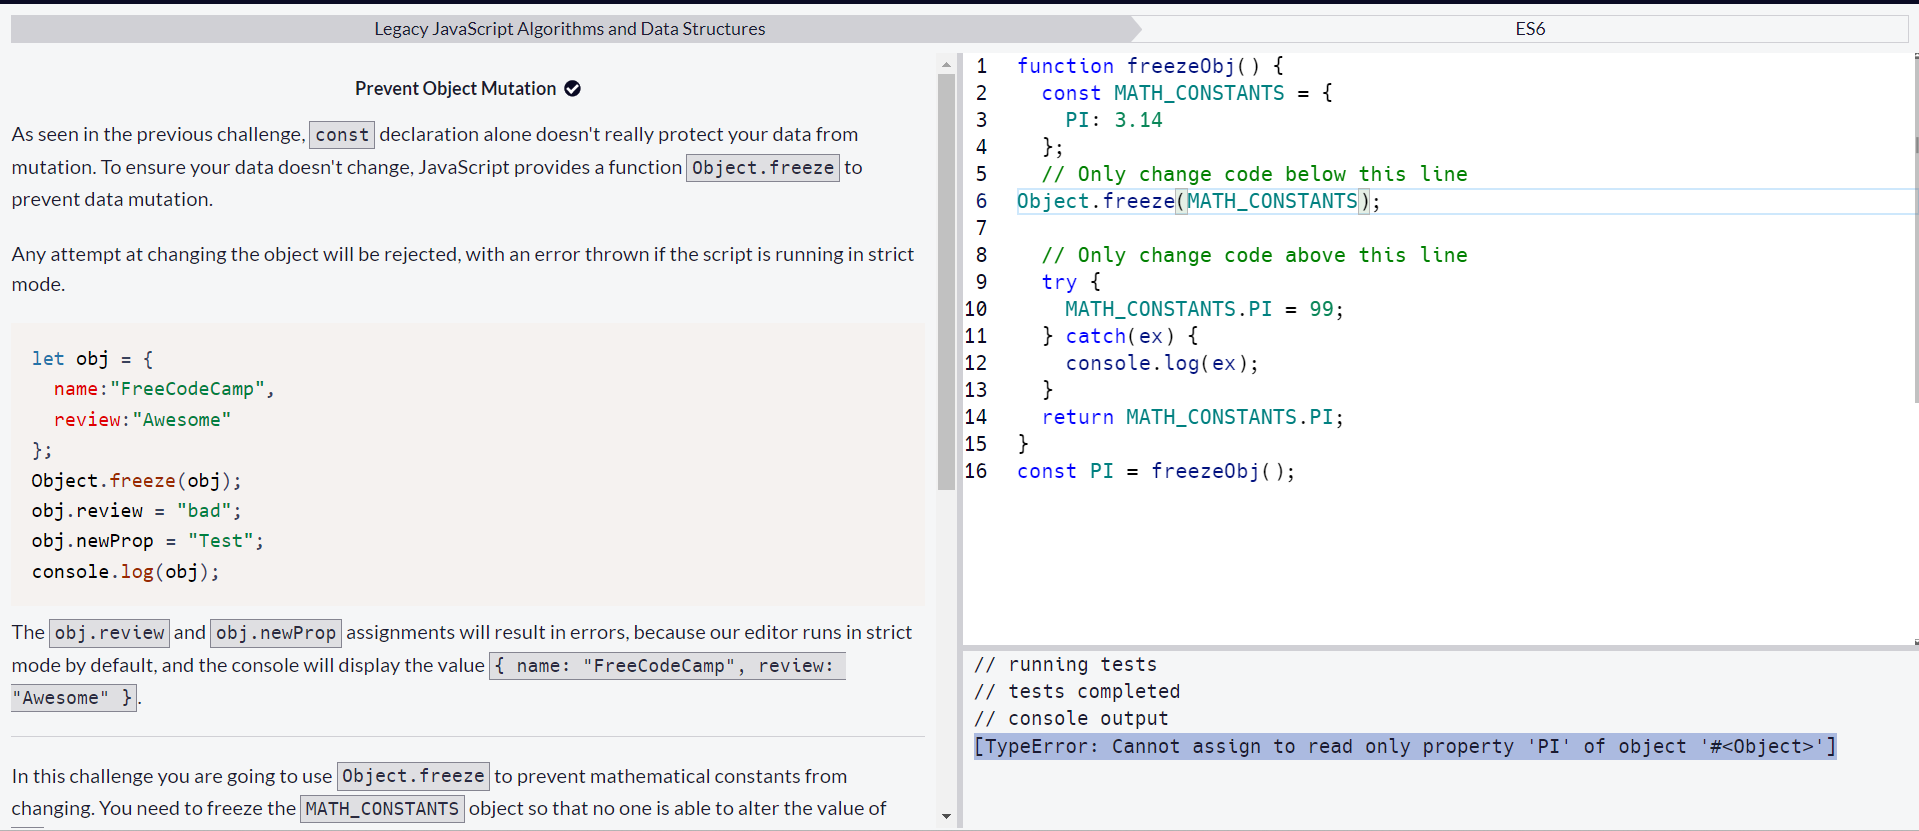 Legacy JavaScript Algorithms and Data Structures
ES6
Prevent Object Mutation
As seen in the previous challenge, const declaration alone doesn't really protect your data from
mutation. To ensure your data doesn't change, JavaScript provides a function Object.freeze to
prevent data mutation.
Any attempt at changing the object will be rejected, with an error thrown if the script is running in strict
mode.
let obj = {
  name:"FreeCodeCamp",
  review:"Awesome"
};
Object.freeze(obj);
obj.review = "bad";
obj.newProp = "Test";
console.log(obj);
The obj.review and obj.newProp assignments will result in errors, because our editor runs in strict
mode by default, and the console will display the value { name: "FreeCodeCamp", review:
"Awesome" }.
In this challenge you are going to use Object.freeze to prevent mathematical constants from
changing. You need to freeze the MATH_CONSTANTS object so that no one is able to alter the value of
1 function freezeObj() {
2   const MATH_CONSTANTS = {
3     PI: 3.14
4   };
5   // Only change code below this line
6 Object.freeze(MATH_CONSTANTS);
7
8   // Only change code above this line
9   try {
10     MATH_CONSTANTS.PI = 99;
11   } catch(ex) {
12     console.log(ex);
13   }
14   return MATH_CONSTANTS.PI;
15 }
16 const PI = freezeObj();
// running tests
// tests completed
// console output
[TypeError: Cannot assign to read only property 'PI' of object '#<Object>']